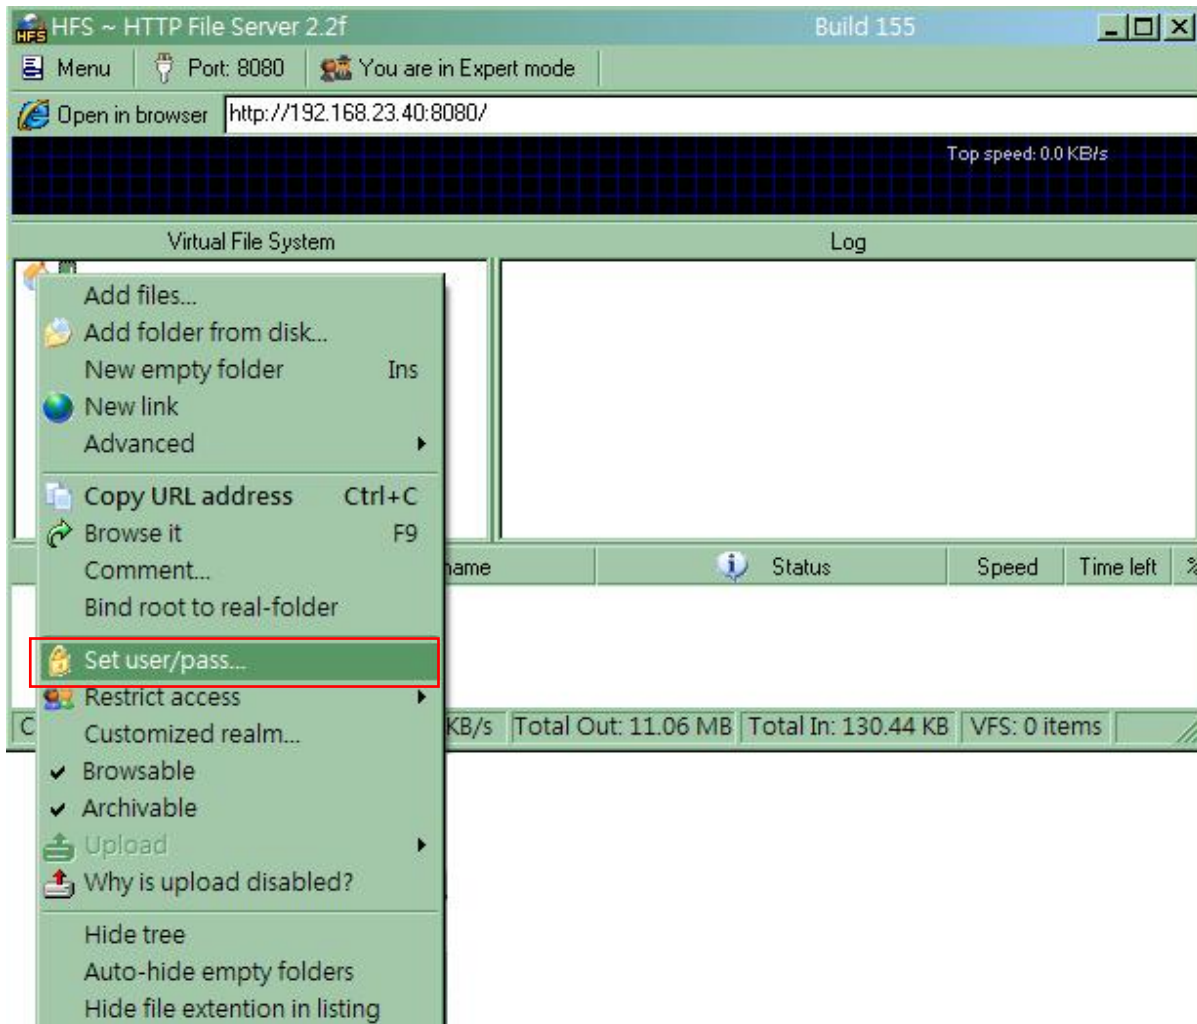 HFS ~ HTTP File Server 2.2f Build 155
Menu Port: 8080 You are in Expert mode
Open in browser http://192.168.23.40:8080/
Top speed: 0.0 KB/s
Virtual File System Log
Add files...
Add folder from disk...
New empty folder Ins
New link
Advanced
Copy URL address Ctrl+C
Browse it F9
Comment...
Bind root to real-folder
name Status Speed Time left %
Set user/pass...
Restrict access
C KB/s Total Out: 11.06 MB Total In: 130.44 KB VFS: 0 items
Customized realm...
Browsable
Archivable
Upload
Why is upload disabled?
Hide tree
Auto-hide empty folders
Hide file extention in listing